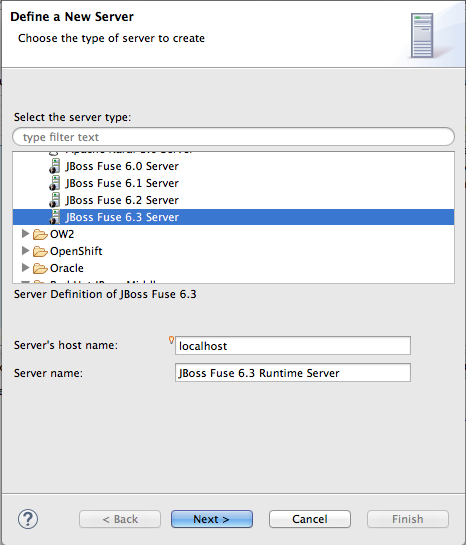 Define a New Server
Choose the type of server to create
Select the server type:
type filter text
JBoss Fuse 6.0 Server
JBoss Fuse 6.1 Server
JBoss Fuse 6.2 Server
JBoss Fuse 6.3 Server
OW2
OpenShift
Oracle
Server Definition of JBoss Fuse 6.3
Server's host name: localhost
Server name: JBoss Fuse 6.3 Runtime Server
? < Back Next > Cancel Finish